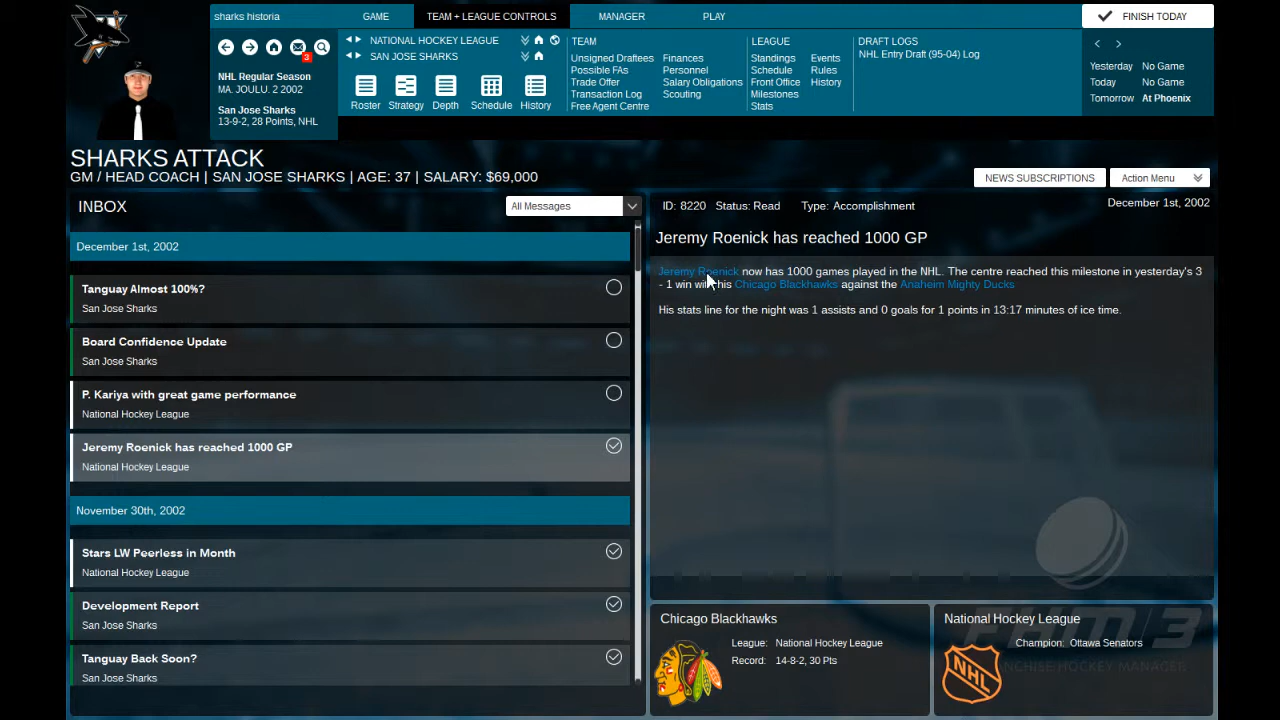 sharks historia
GAME
TEAM + LEAGUE CONTROLS
MANAGER
PLAY
FINISH TODAY
3
NHL Regular Season
MA. JOULU. 2 2002
San Jose Sharks
13-9-2, 28 Points, NHL
NATIONAL HOCKEY LEAGUE
SAN JOSE SHARKS
Roster
Strategy
Depth
Schedule
History
TEAM
Unsigned Draftees
Possible FAs
Trade Offer
Transaction Log
Free Agent Centre
Finances
Personnel
Salary Obligations
Scouting
LEAGUE
Standings
Schedule
Front Office
Milestones
Stats
Events
Rules
History
DRAFT LOGS
NHL Entry Draft (95-04) Log
Yesterday No Game
Today No Game
Tomorrow At Phoenix
SHARKS ATTACK
GM / HEAD COACH | SAN JOSE SHARKS | AGE: 37 | SALARY: $69,000
NEWS SUBSCRIPTIONS
Action Menu
INBOX
All Messages
December 1st, 2002
Tanguay Almost 100%?
San Jose Sharks
Board Confidence Update
San Jose Sharks
P. Kariya with great game performance
National Hockey League
Jeremy Roenick has reached 1000 GP
National Hockey League
November 30th, 2002
Stars LW Peerless in Month
National Hockey League
Development Report
San Jose Sharks
Tanguay Back Soon?
San Jose Sharks
ID: 8220 Status: Read Type: Accomplishment
December 1st, 2002
Jeremy Roenick has reached 1000 GP
Jeremy Roenick now has 1000 games played in the NHL. The centre reached this milestone in yesterday's 3
- 1 win with his Chicago Blackhawks against the Anaheim Mighty Ducks
His stats line for the night was 1 assists and 0 goals for 1 points in 13:17 minutes of ice time.
Chicago Blackhawks
League: National Hockey League
Record: 14-8-2, 30 Pts
National Hockey League
Champion: Ottawa Senators
NHL
FHM 3
NCHISE HOCKEY MANAGER